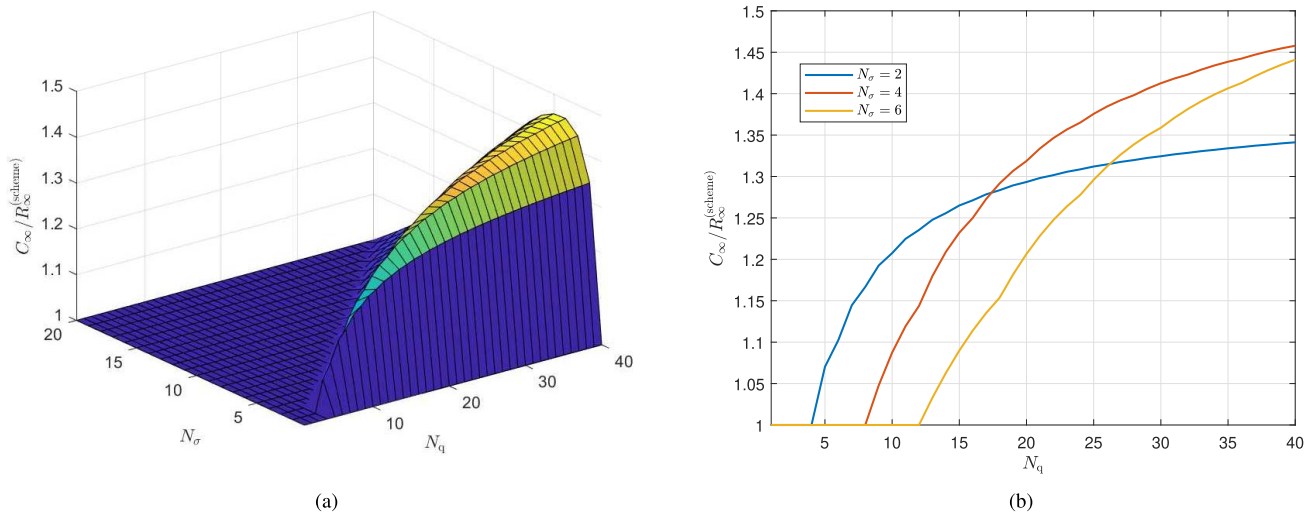 1.5
1.4
1.3
1.2
1.1
1
20
15
10
5
10
20
30
40
C∞/R∞^(scheme)
Nσ
Nq
(a)
1.5
1.45
1.4
1.35
1.3
1.25
1.2
1.15
1.1
1.05
1
5 10 15 20 25 30 35 40
C∞/R∞^(scheme)
Nq
Nσ = 2
Nσ = 4
Nσ = 6
(b)